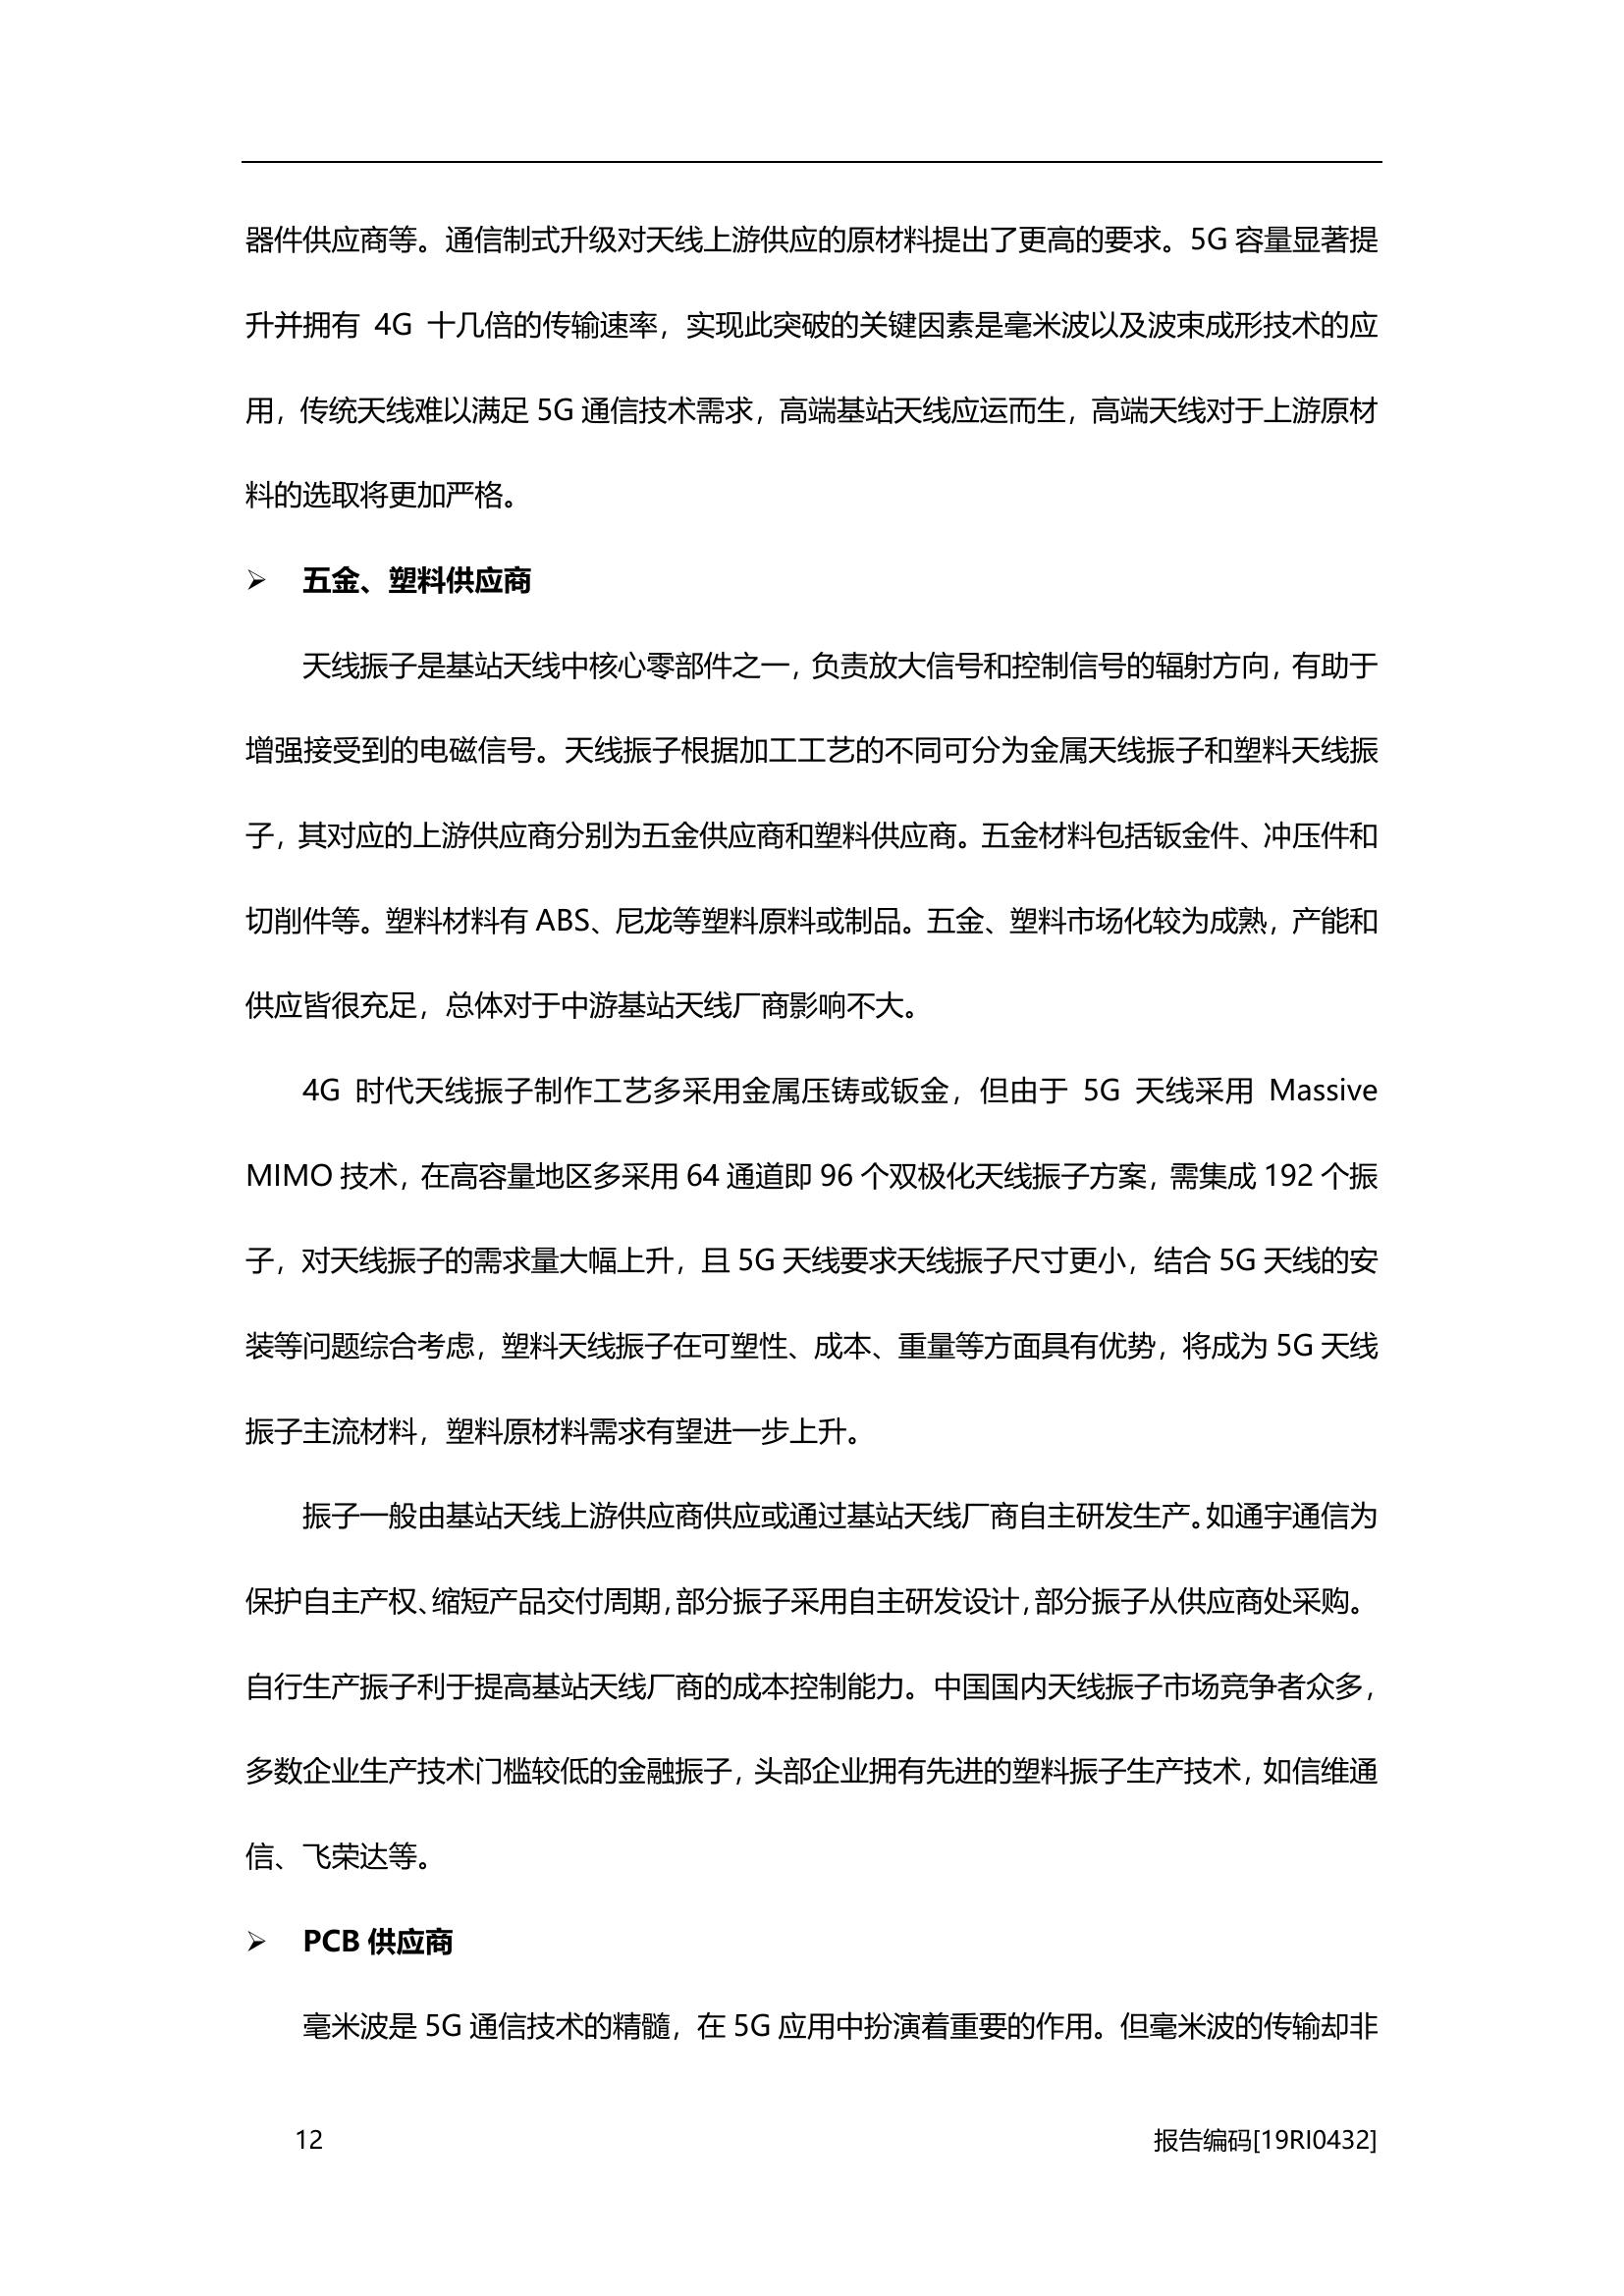 器件供应商等。通信制式升级对天线上游供应的原材料提出了更高的要求。5G 容量显著提
升并拥有 4G 十几倍的传输速率，实现此突破的关键因素是毫米波以及波束成形技术的应
用，传统天线难以满足 5G 通信技术需求，高端基站天线应运而生，高端天线对于上游原材
料的选取将更加严格。
➢ 五金、塑料供应商
天线振子是基站天线中核心零部件之一，负责放大信号和控制信号的辐射方向，有助于
增强接受到的电磁信号。天线振子根据加工工艺的不同可分为金属天线振子和塑料天线振
子，其对应的上游供应商分别为五金供应商和塑料供应商。五金材料包括钣金件、冲压件和
切削件等。塑料材料有 ABS、尼龙等塑料原料或制品。五金、塑料市场化较为成熟，产能和
供应皆很充足，总体对于中游基站天线厂商影响不大。
4G 时代天线振子制作工艺多采用金属压铸或钣金，但由于 5G 天线采用 Massive
MIMO 技术，在高容量地区多采用 64 通道即 96 个双极化天线振子方案，需集成 192 个振
子，对天线振子的需求量大幅上升，且 5G 天线要求天线振子尺寸更小，结合 5G 天线的安
装等问题综合考虑，塑料天线振子在可塑性、成本、重量等方面具有优势，将成为 5G 天线
振子主流材料，塑料原材料需求有望进一步上升。
振子一般由基站天线上游供应商供应或通过基站天线厂商自主研发生产。如通宇通信为
保护自主产权、缩短产品交付周期，部分振子采用自主研发设计，部分振子从供应商处采购。
自行生产振子利于提高基站天线厂商的成本控制能力。中国国内天线振子市场竞争者众多，
多数企业生产技术门槛较低的金融振子，头部企业拥有先进的塑料振子生产技术，如信维通
信、飞荣达等。
➢ PCB 供应商
毫米波是 5G 通信技术的精髓，在 5G 应用中扮演着重要的作用。但毫米波的传输却非
12 报告编码[19RI0432]